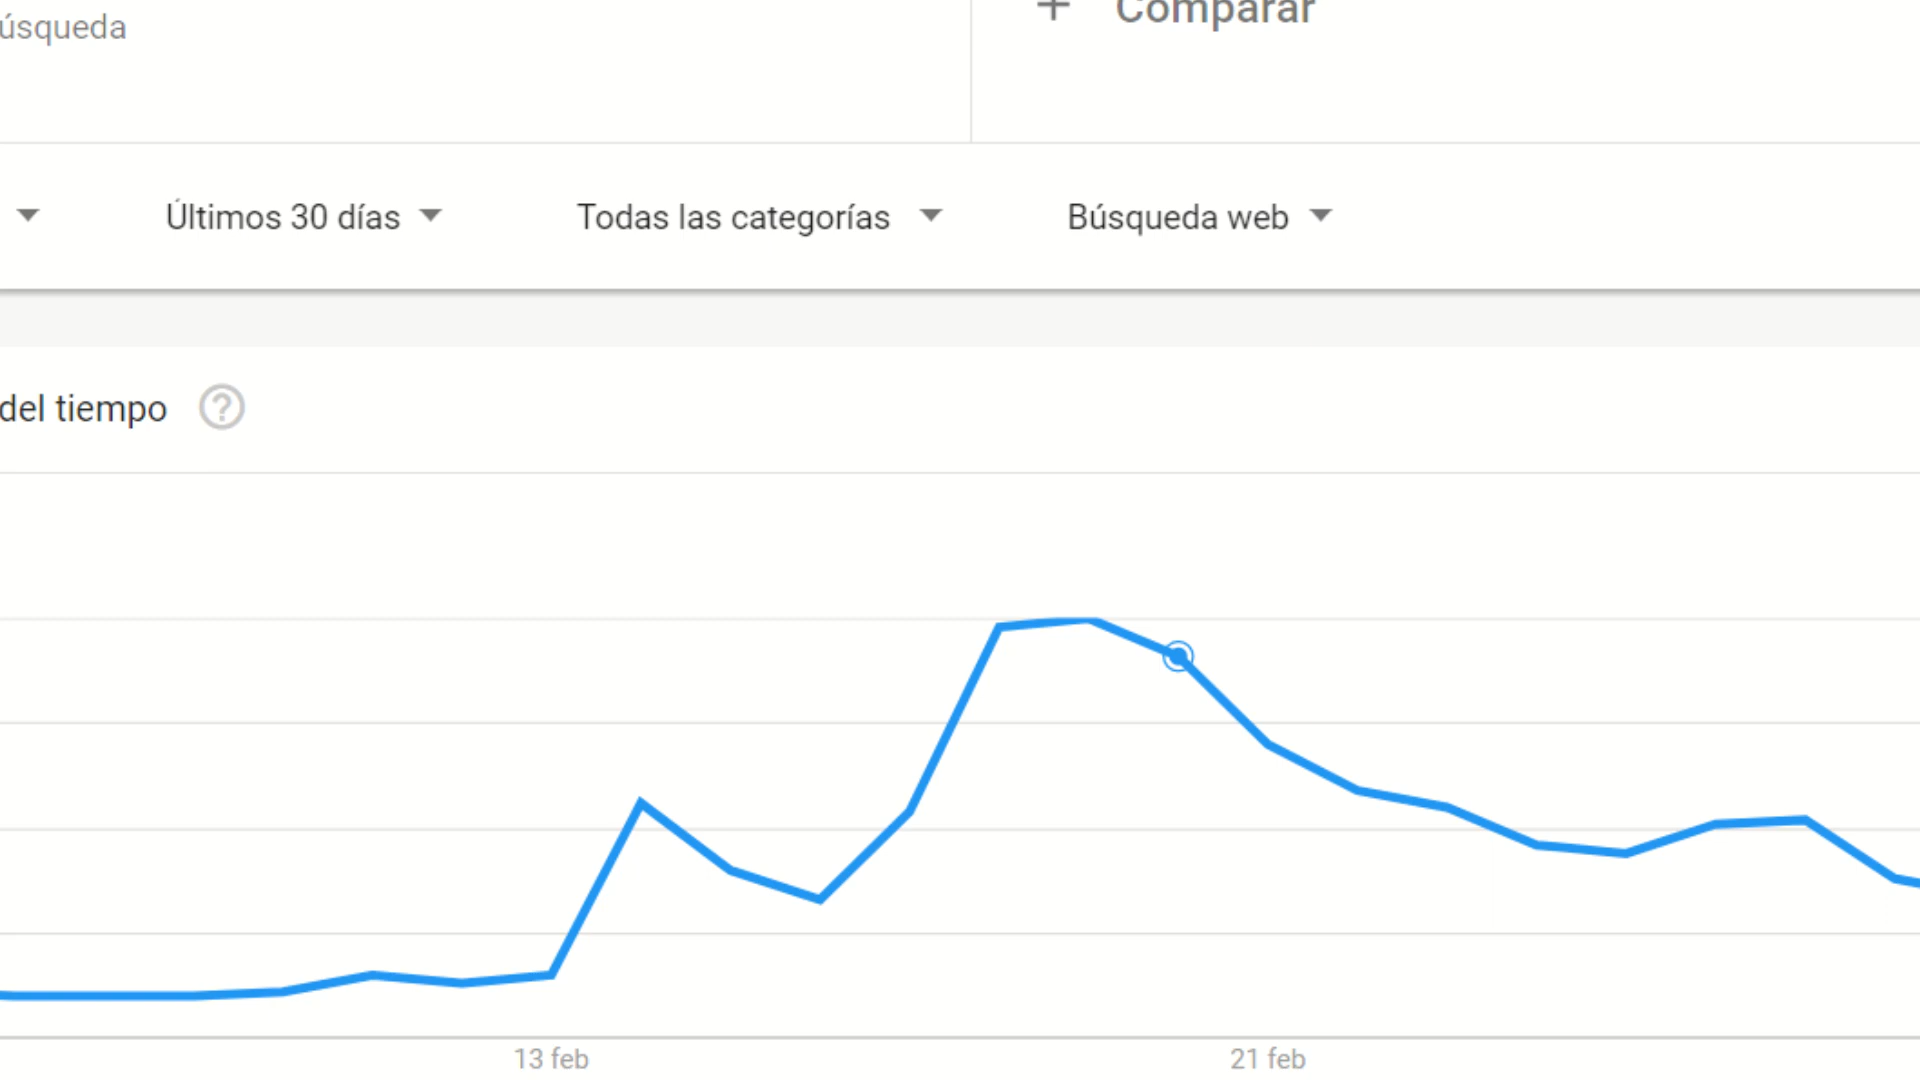 úsqueda
+ Comparar
Últimos 30 días
Todas las categorías
Búsqueda web
del tiempo
?
13 feb
21 feb